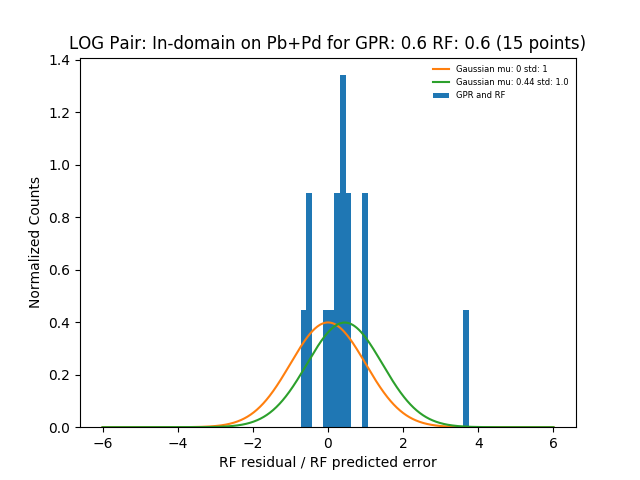 LOG Pair: In-domain on Pb+Pd for GPR: 0.6 RF: 0.6 (15 points)
Gaussian mu: 0 std: 1
Gaussian mu: 0.44 std: 1.0
GPR and RF
Normalized Counts
1.4
1.2
1.0
0.8
0.6
0.4
0.2
0.0
−6 −4 −2 0 2 4 6
RF residual / RF predicted error